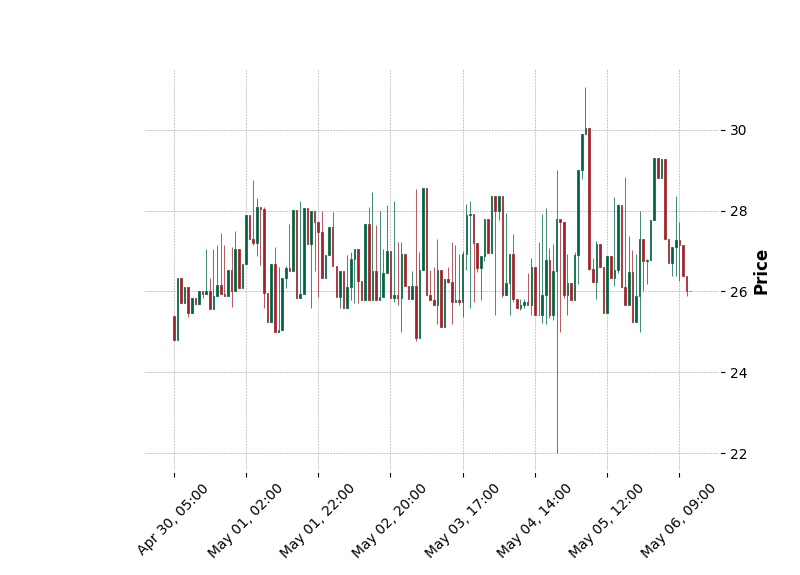 30
28
26
24
22
Price
Apr 30, 05:00
May 01, 02:00
May 01, 22:00
May 02, 20:00
May 03, 17:00
May 04, 14:00
May 05, 12:00
May 06, 09:00